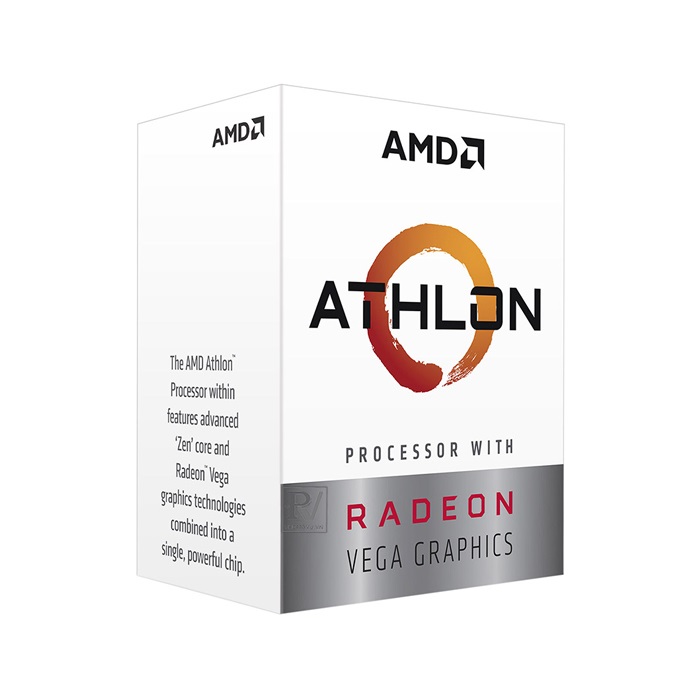 AMD
The AMD Athlon™
Processor within
features advanced
'Zen' core and
Radeon™ Vega
graphics technologies
combined into a
single, powerful chip.
AMD
ATHLON
PROCESSOR WITH
RADEON
VEGA GRAPHICS